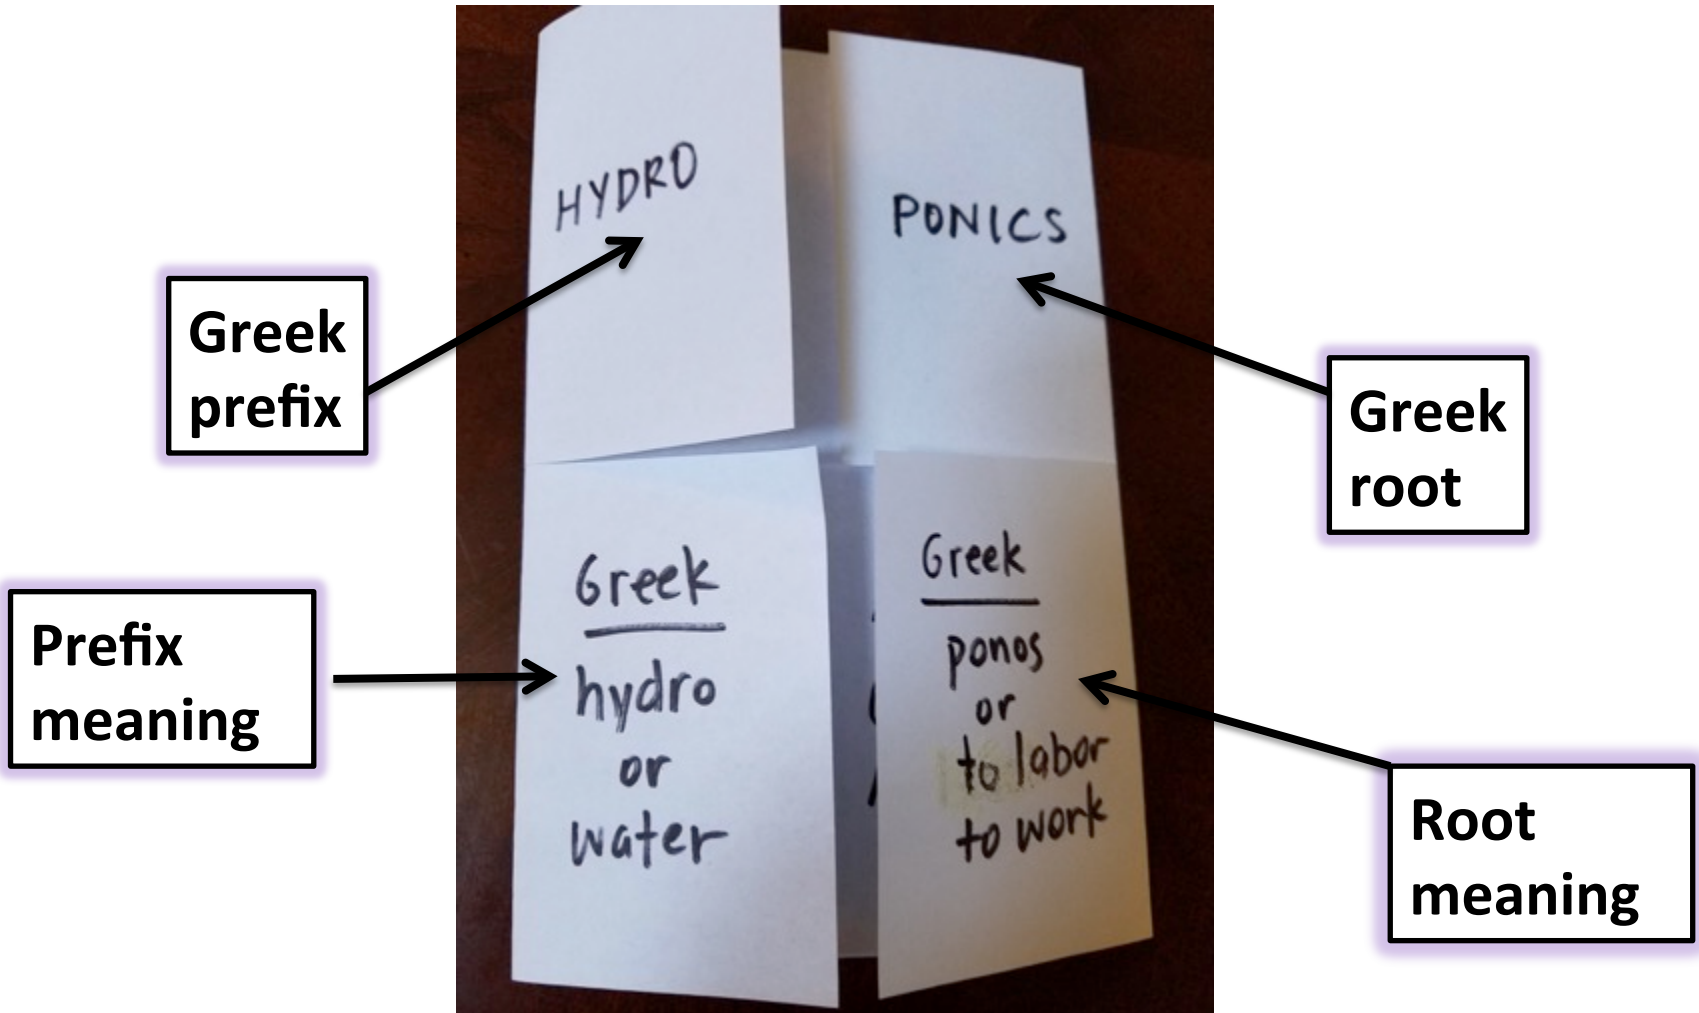 HYDRO
PONICS
Greek
prefix
Greek
root
Greek
hydro
or
water
Greek
ponos
or
to labor
to work
Prefix
meaning
Root
meaning